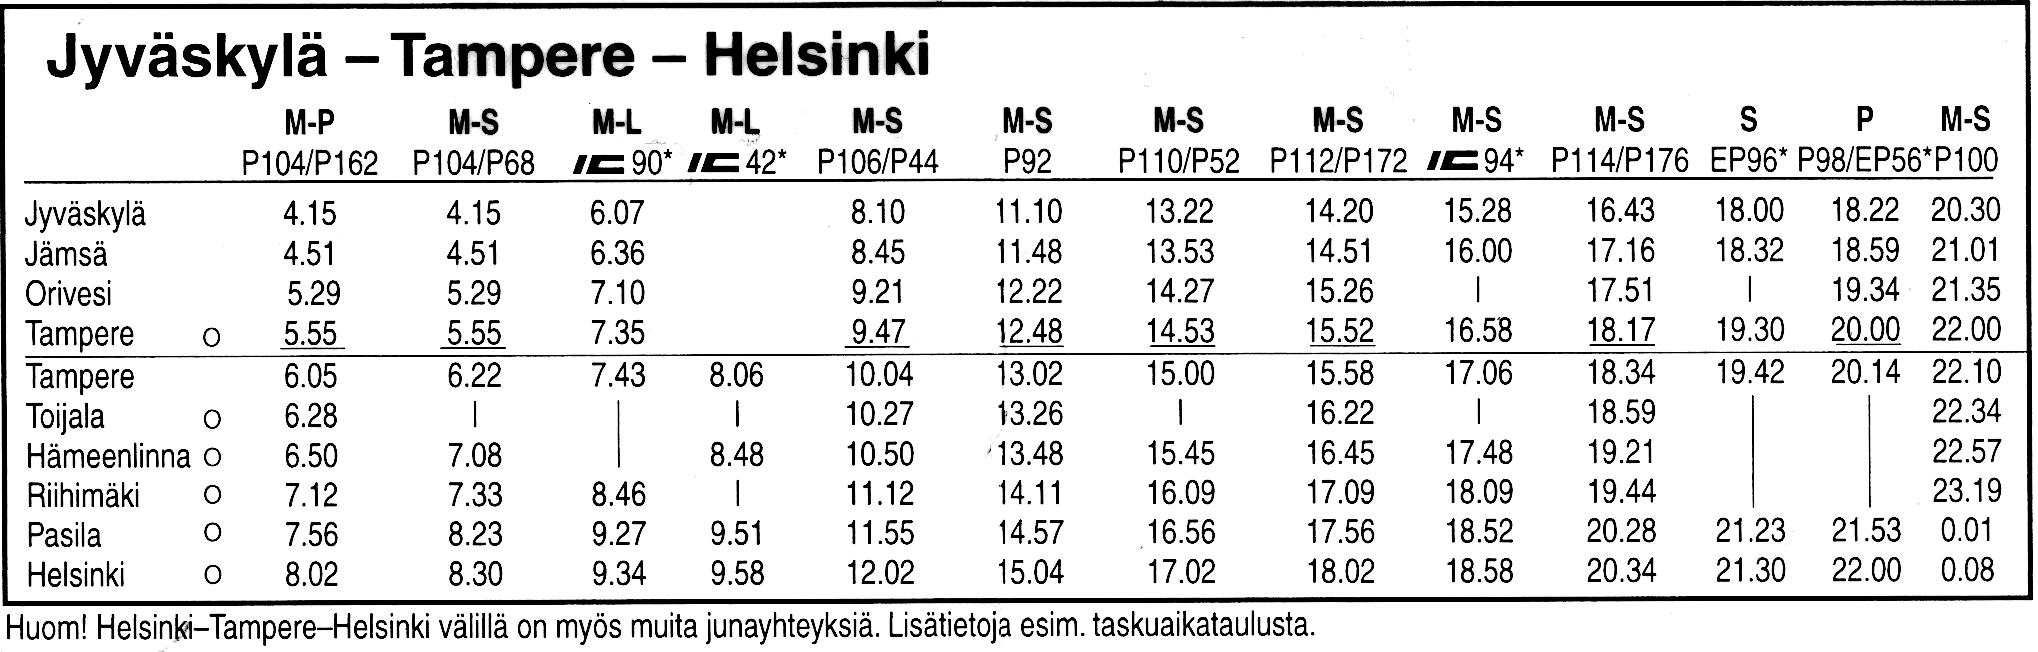 Jyväskylä – Tampere – Helsinki
M-P M-S M-L M-L M-S M-S M-S M-S M-S M-S S P M-S
P104/P162 P104/P68 IC 90* IC 42* P106/P44 P92 P110/P52 P112/P172 IC 94* P114/P176 EP96* P98/EP56* P100
Jyväskylä 4.15 4.15 6.07 8.10 11.10 13.22 14.20 15.28 16.43 18.00 18.22 20.30
Jämsä 4.51 4.51 6.36 8.45 11.48 13.53 14.51 16.00 17.16 18.32 18.59 21.01
Orivesi 5.29 5.29 7.10 9.21 12.22 14.27 15.26 | 17.51 | 19.34 21.35
Tampere o 5.55 5.55 7.35 9.47 12.48 14.53 15.52 16.58 18.17 19.30 20.00 22.00
Tampere 6.05 6.22 7.43 8.06 10.04 13.02 15.00 15.58 17.06 18.34 19.42 20.14 22.10
Toijala o 6.28 | | | 10.27 13.26 | 16.22 | 18.59 | | 22.34
Hämeenlinna o 6.50 7.08 | 8.48 10.50 13.48 15.45 16.45 17.48 19.21 | | 22.57
Riihimäki o 7.12 7.33 8.46 | 11.12 14.11 16.09 17.09 18.09 19.44 | | 23.19
Pasila o 7.56 8.23 9.27 9.51 11.55 14.57 16.56 17.56 18.52 20.28 21.23 21.53 0.01
Helsinki o 8.02 8.30 9.34 9.58 12.02 15.04 17.02 18.02 18.58 20.34 21.30 22.00 0.08
Huom! Helsinki–Tampere–Helsinki välillä on myös muita junayhteyksiä. Lisätietoja esim. taskuaikataulusta.